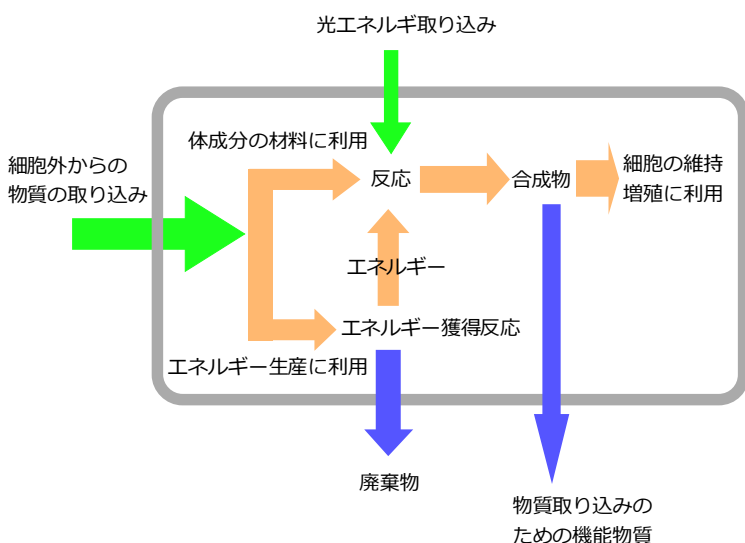 光エネルギ取り込み
体成分の材料に利用
細胞外からの
物質の取り込み
反応
合成物
細胞の維持
増殖に利用
エネルギー
エネルギー獲得反応
エネルギー生産に利用
廃棄物
物質取り込みの
ための機能物質